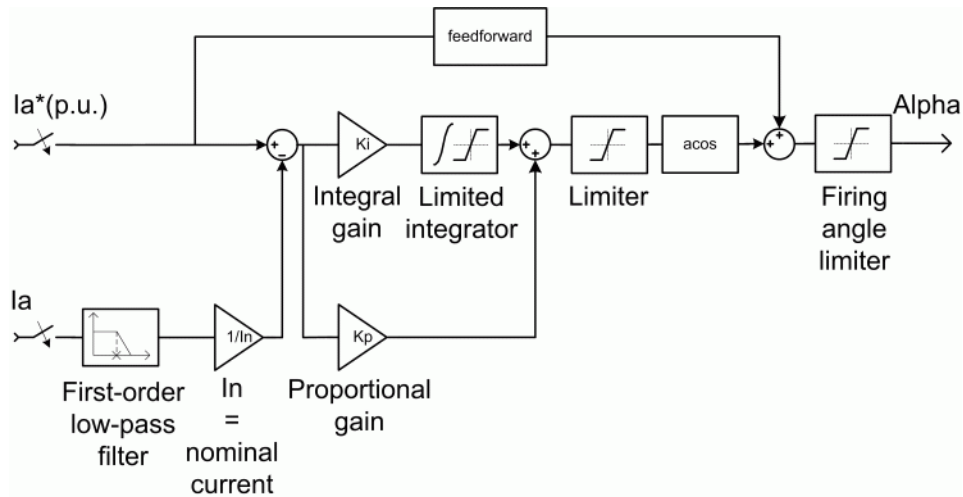 feedforward
Ia*(p.u.)
Alpha
+
-
Ki
+
+
acos
+
+
Integral
gain
Limited
integrator
Limiter
Firing
angle
limiter
Ia
1/In
Kp
First-order
low-pass
filter
In
=
nominal
current
Proportional
gain